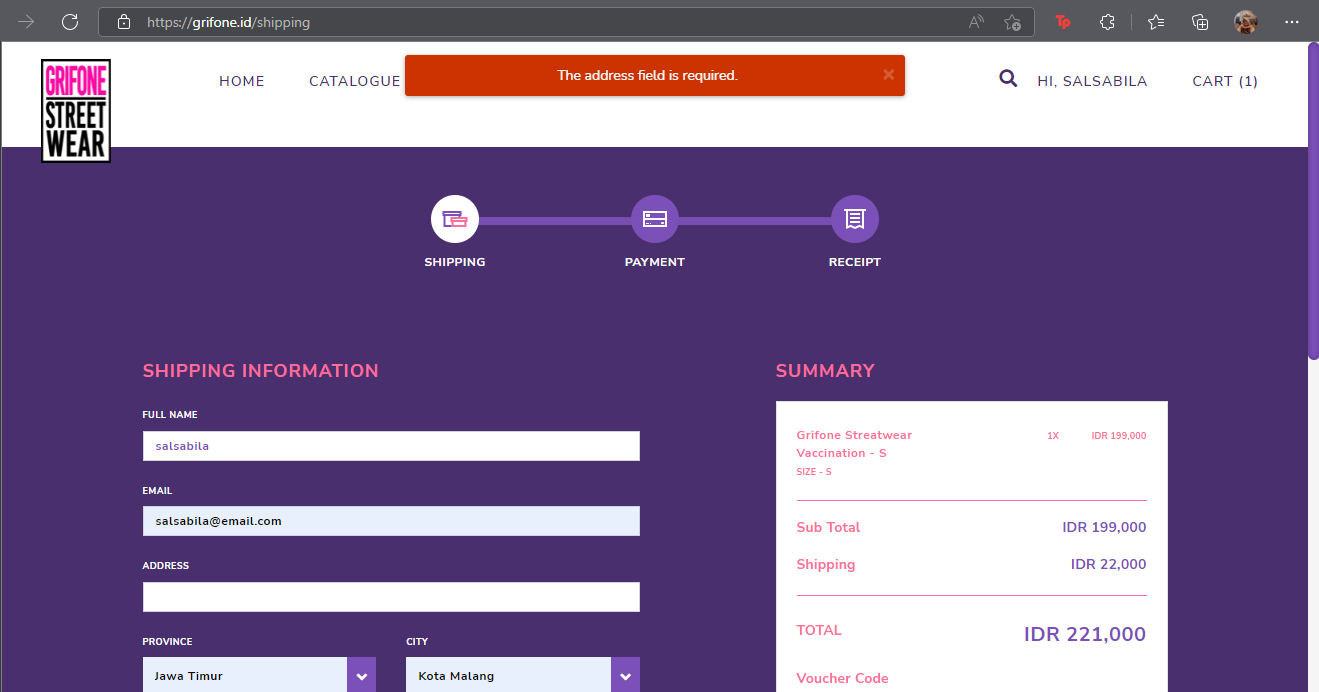 https://grifone.id/shipping
GRIFONE
STREET
WEAR
HOME
CATALOGUE
The address field is required.
HI, SALSABILA
CART (1)
SHIPPING
PAYMENT
RECEIPT
SHIPPING INFORMATION
FULL NAME
salsabila
EMAIL
salsabila@email.com
ADDRESS
PROVINCE
CITY
Jawa Timur
Kota Malang
SUMMARY
Grifone Streatwear 1X IDR 199,000
Vaccination - S
SIZE - S
Sub Total IDR 199,000
Shipping IDR 22,000
TOTAL IDR 221,000
Voucher Code